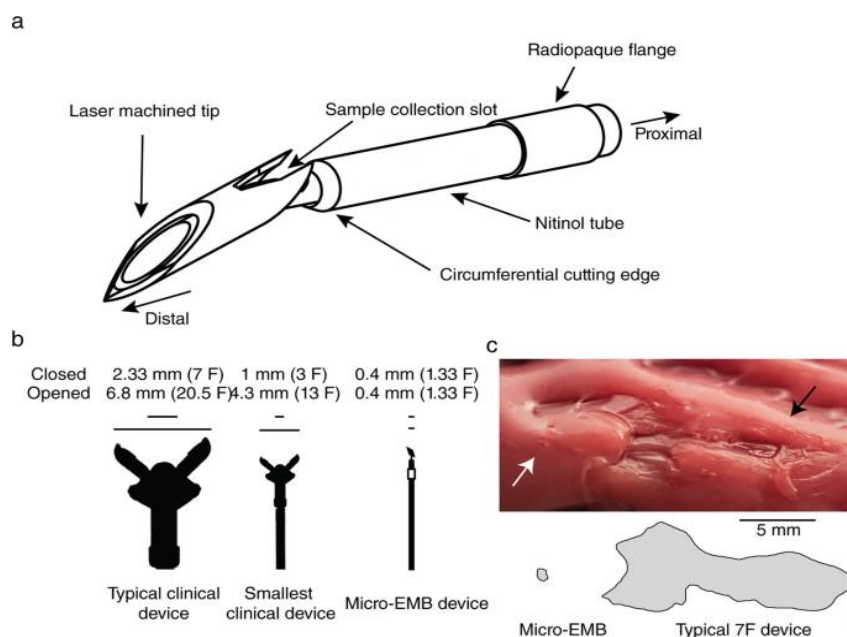 a
Radiopaque flange
Laser machined tip
Sample collection slot
Proximal
Nitinol tube
Circumferential cutting edge
Distal
b
Closed 2.33 mm (7 F) 1 mm (3 F) 0.4 mm (1.33 F)
Opened 6.8 mm (20.5 F) 4.3 mm (13 F) 0.4 mm (1.33 F)
Typical clinical
device
Smallest
clinical device
Micro-EMB device
c
5 mm
Micro-EMB
Typical 7F device